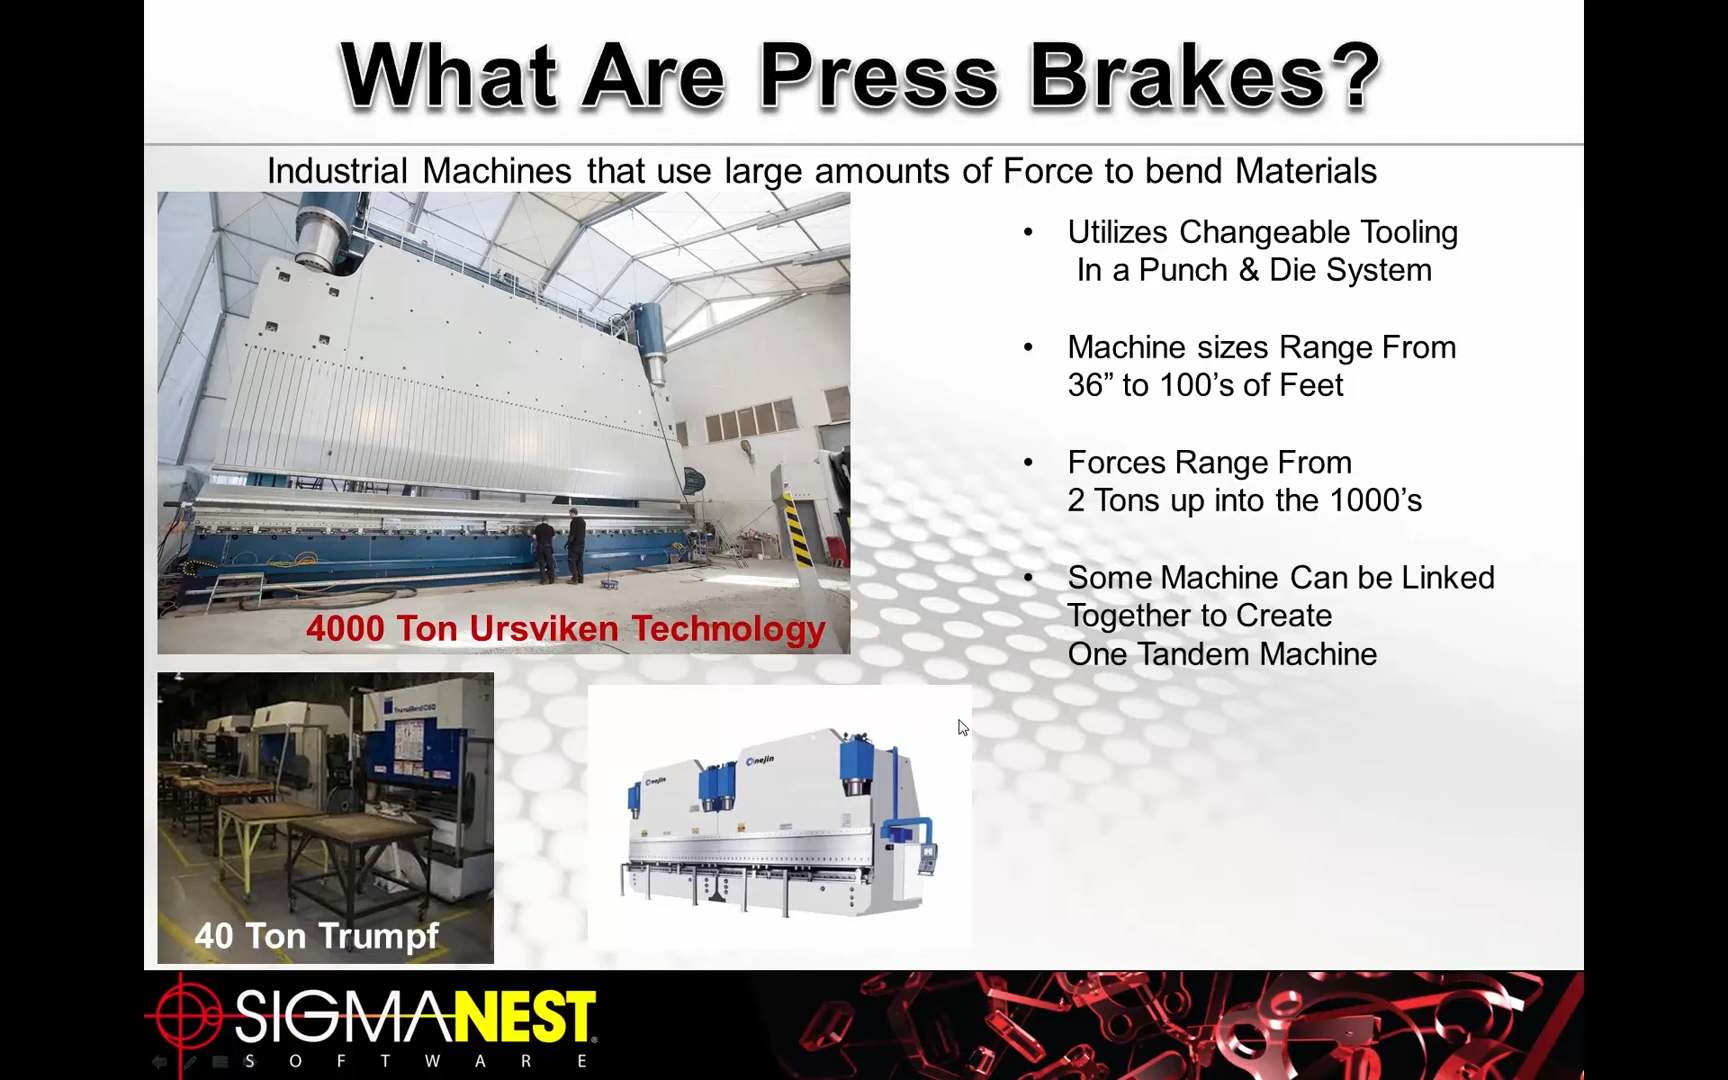 What Are Press Brakes?
Industrial Machines that use large amounts of Force to bend Materials
• Utilizes Changeable Tooling
In a Punch & Die System
• Machine sizes Range From
36” to 100’s of Feet
• Forces Range From
2 Tons up into the 1000’s
• Some Machine Can be Linked
Together to Create
One Tandem Machine
4000 Ton Ursviken Technology
40 Ton Trumpf
nejin
nejin
SIGMANEST®
SOFTWARE